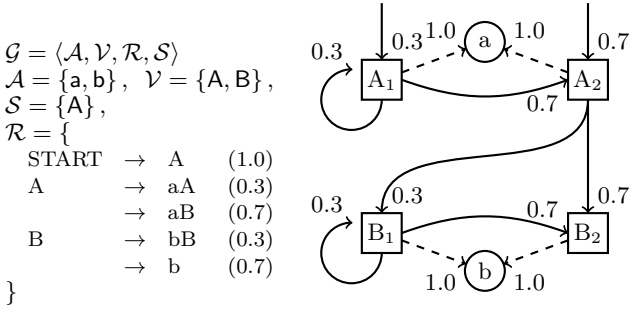 𝒢 = ⟨𝒜, 𝒱, ℛ, 𝒮⟩
𝒜 = {a, b} , 𝒱 = {A, B} ,
𝒮 = {A} ,
ℛ = {
START → A (1.0)
A → aA (0.3)
→ aB (0.7)
B → bB (0.3)
→ b (0.7)
}
0.3 0.3 1.0 a 1.0 0.7
A₁ A₂
0.7
0.3 0.3 0.7 0.7
B₁ B₂
1.0 b 1.0